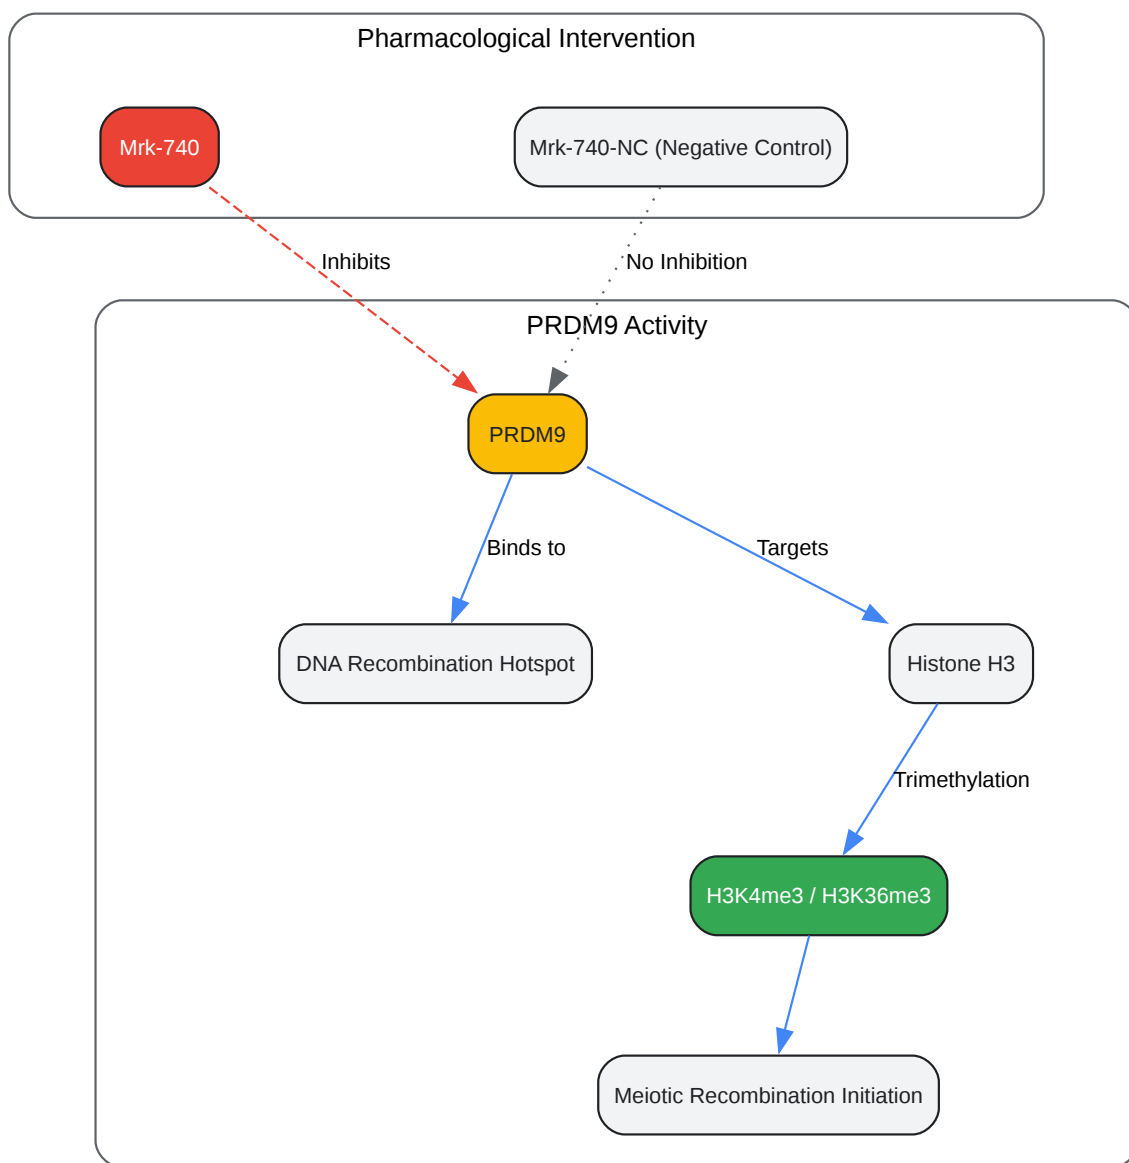 Pharmacological Intervention
Mrk-740
Mrk-740-NC (Negative Control)
Inhibits
No Inhibition
PRDM9 Activity
PRDM9
Binds to
Targets
DNA Recombination Hotspot
Histone H3
Trimethylation
H3K4me3 / H3K36me3
Meiotic Recombination Initiation